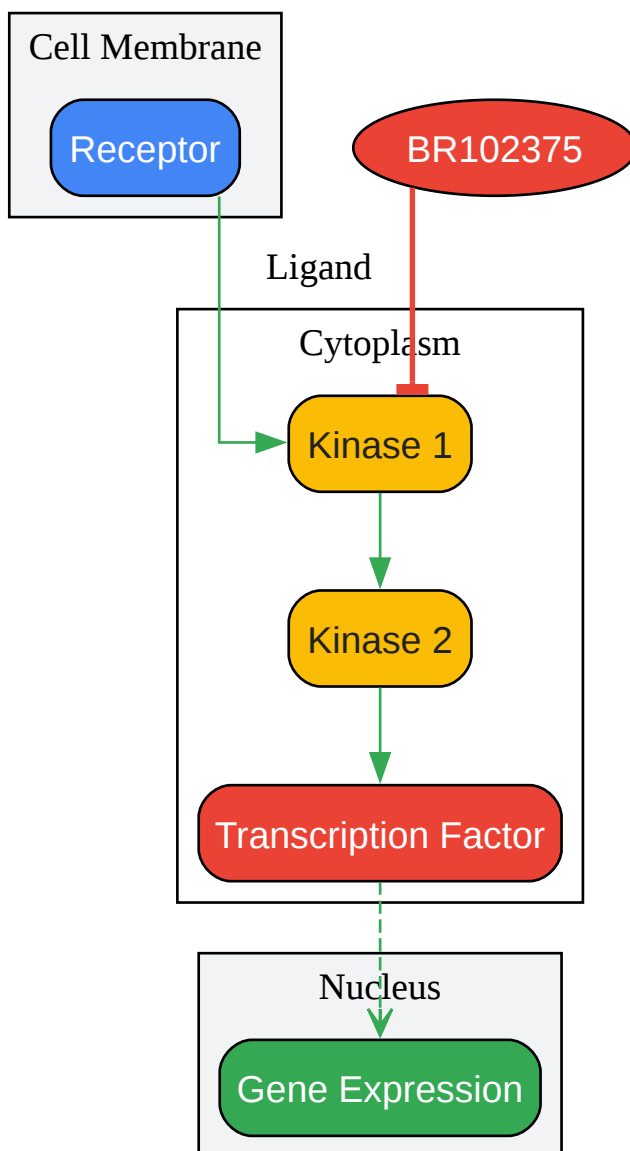 Cell Membrane
Receptor
BR102375
Ligand
Cytoplasm
Kinase 1
Kinase 2
Transcription Factor
Nucleus
Gene Expression